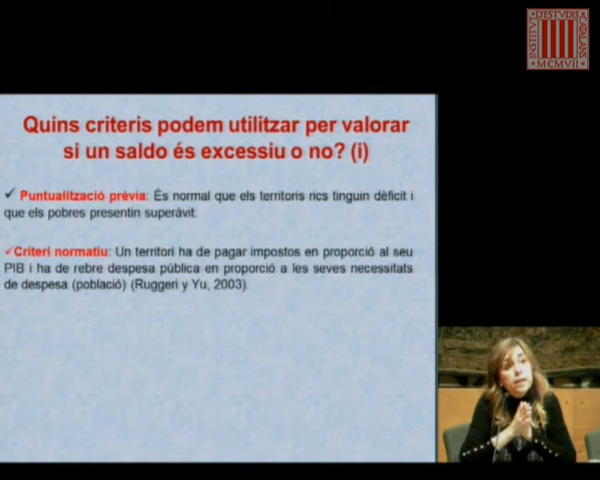 INSTITVT D'ESTVDIS CATALANS
MCMVII
Quins criteris podem utilitzar per valorar
si un saldo és excessiu o no? (i)
✓ Puntualització prèvia: És normal que els territoris rics tinguin dèficit i
que els pobres presentin superàvit.
✓Criteri normatiu: Un territori ha de pagar impostos en proporció al seu
PIB i ha de rebre despesa pública en proporció a les seves necessitats
de despesa (població) (Ruggeri y Yu, 2003).